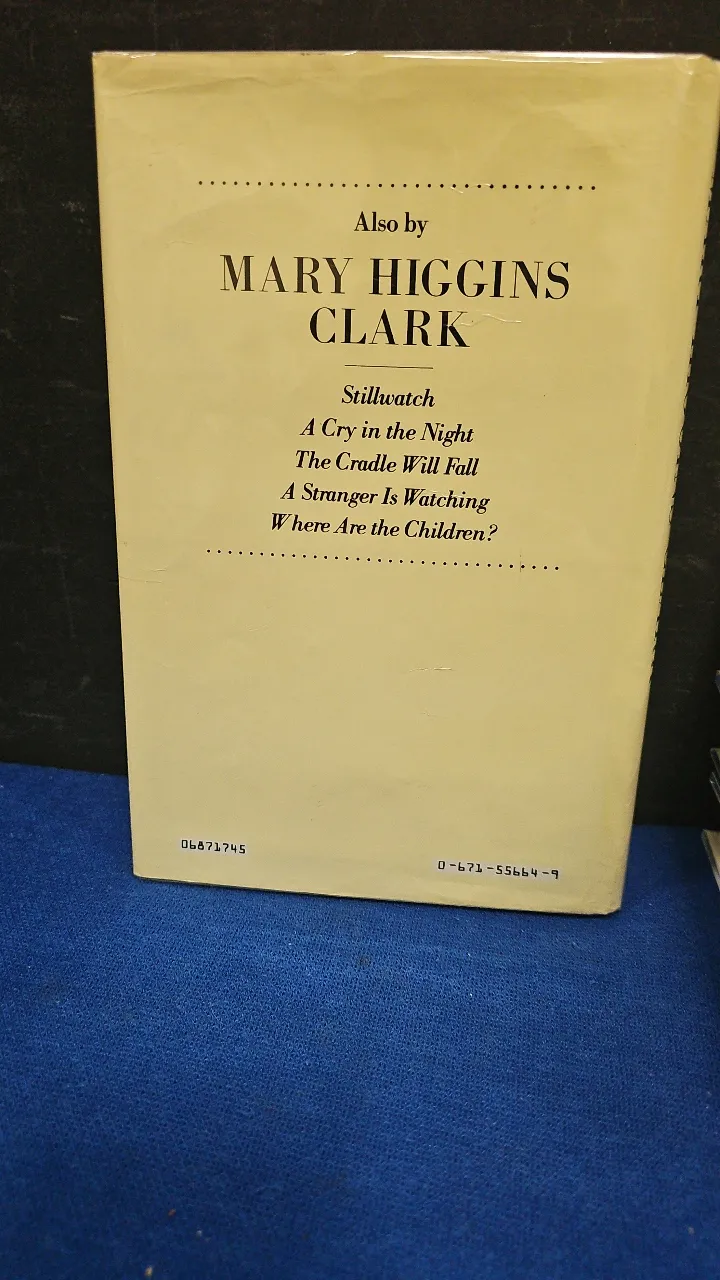 Also by
MARY HIGGINS
CLARK
Stillwatch
A Cry in the Night
The Cradle Will Fall
A Stranger Is Watching
Where Are the Children?
06871745
0-671-55664-9